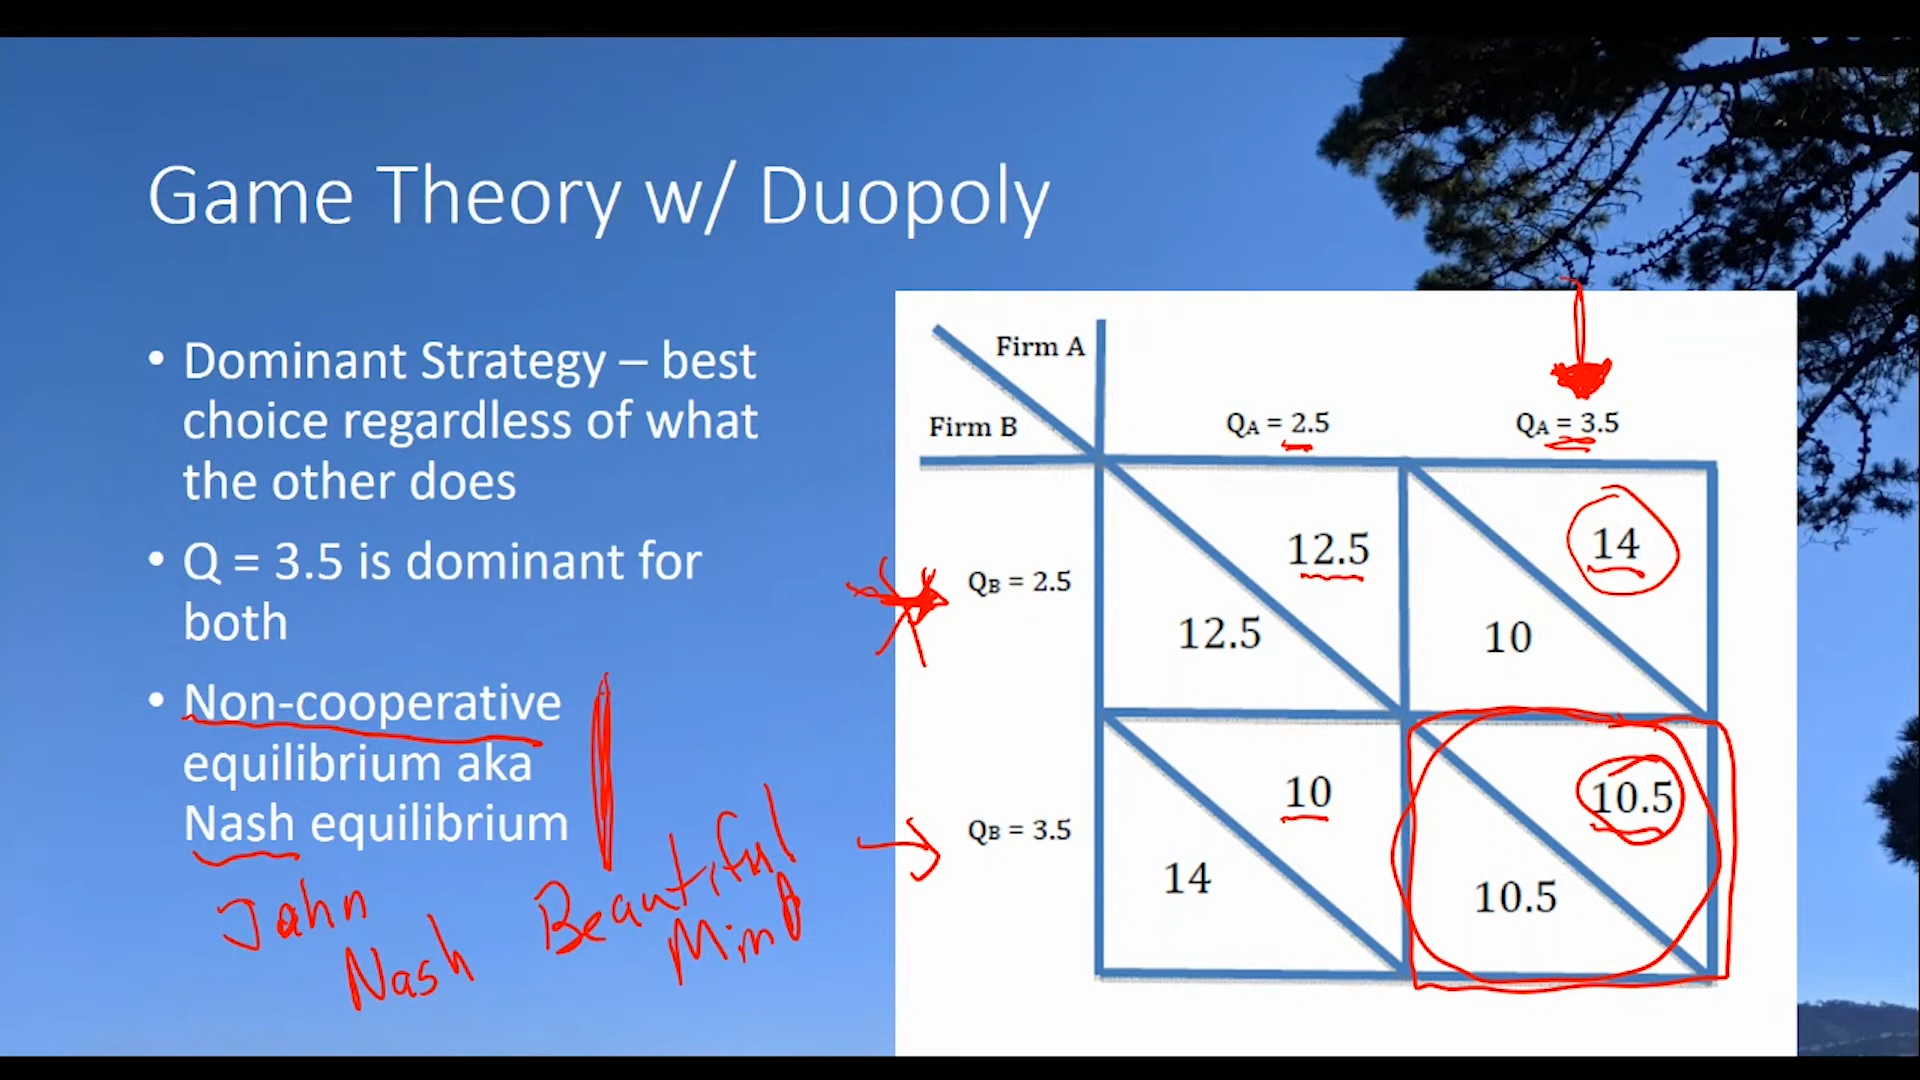 Game Theory w/ Duopoly
• Dominant Strategy – best
choice regardless of what
the other does
• Q = 3.5 is dominant for
both
• Non-cooperative
equilibrium aka
Nash equilibrium
John
Nash
Beautiful
Mind
Firm A
Firm B
QA = 2.5
QA = 3.5
QB = 2.5
12.5
12.5
14
10
QB = 3.5
10
14
10.5
10.5